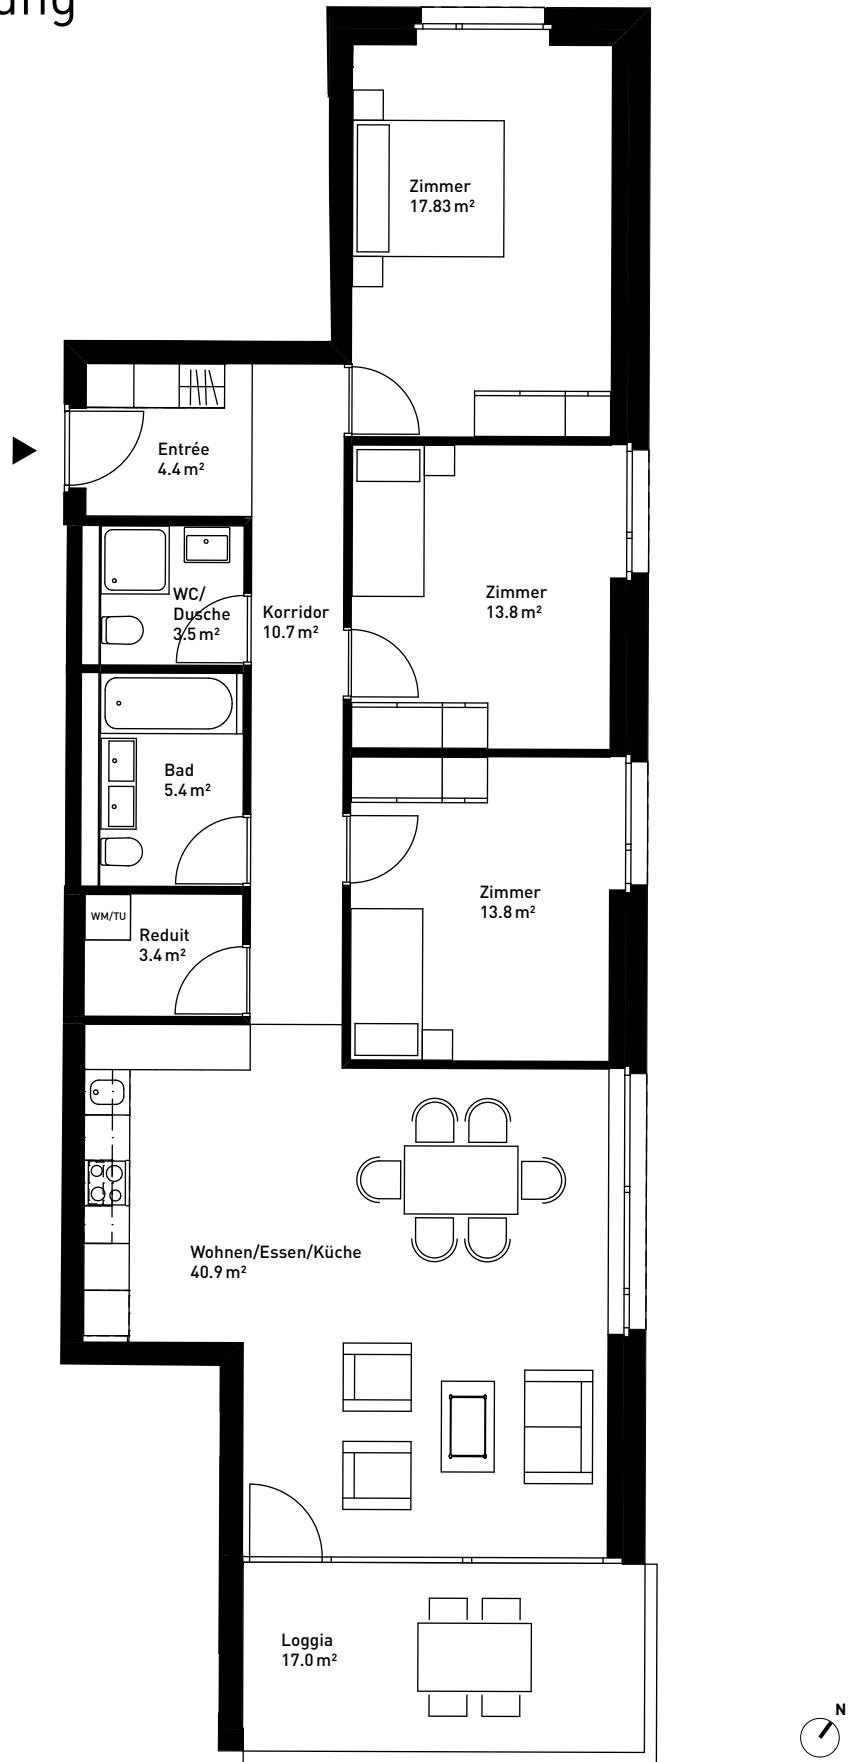 Zimmer
17.83 m²
Entrée
4.4 m²
WC/
Dusche
3.5 m²
Korridor
10.7 m²
Zimmer
13.8 m²
Bad
5.4 m²
Zimmer
13.8 m²
WM/TU
Reduit
3.4 m²
Wohnen/Essen/Küche
40.9 m²
Loggia
17.0 m²
N